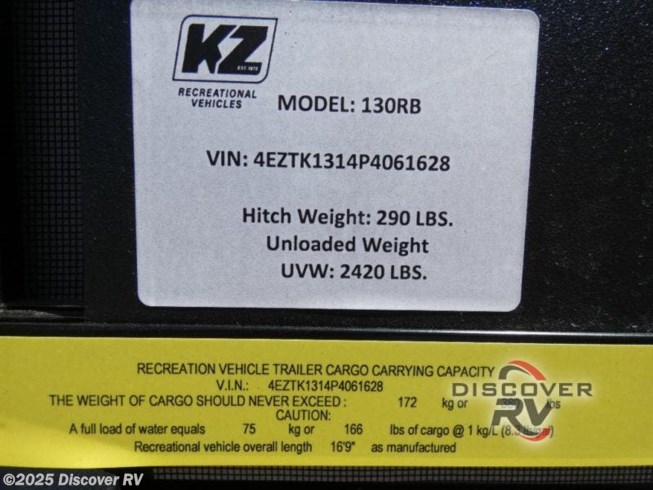 KZ
EST. 1972
RECREATIONAL
VEHICLES
MODEL: 130RB
VIN: 4EZTK1314P4061628
Hitch Weight: 290 LBS.
Unloaded Weight
UVW: 2420 LBS.
RECREATION VEHICLE TRAILER CARGO CARRYING CAPACITY
V.I.N.: 4EZTK1314P4061628
THE WEIGHT OF CARGO SHOULD NEVER EXCEED : 172 kg or lbs
CAUTION:
A full load of water equals 75 kg or 166 lbs of cargo @ 1 kg/L
Recreational vehicle overall length 16'9" as manufactured
DISCOVER
RV
©2025 Discover RV